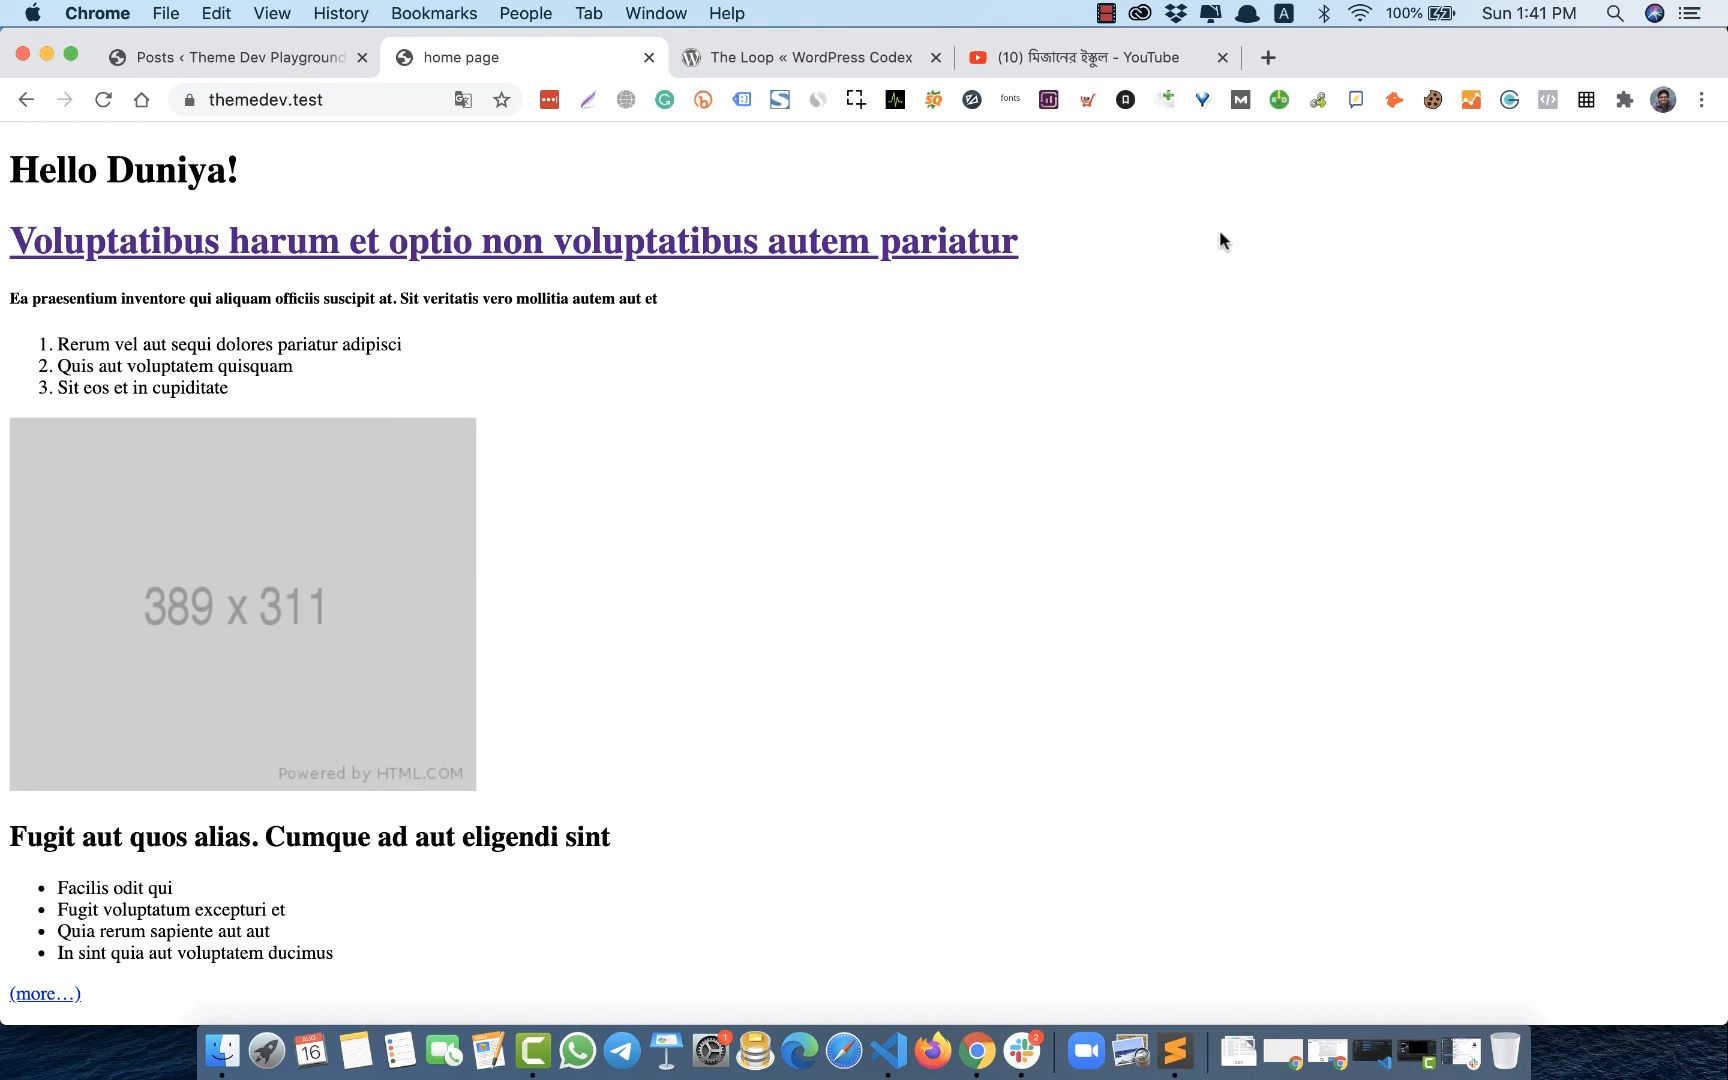 Chrome File Edit View History Bookmarks People Tab Window Help 100% Sun 1:41 PM
Posts ‹ Theme Dev Playground home page The Loop « WordPress Codex (10) মিজানের ইস্কুল - YouTube
themedev.test fonts
Hello Duniya!
Voluptatibus harum et optio non voluptatibus autem pariatur
Ea praesentium inventore qui aliquam officiis suscipit at. Sit veritatis vero mollitia autem aut et
1. Rerum vel aut sequi dolores pariatur adipisci
2. Quis aut voluptatem quisquam
3. Sit eos et in cupiditate
389 x 311
Powered by HTML.COM
Fugit aut quos alias. Cumque ad aut eligendi sint
Facilis odit qui
Fugit voluptatum excepturi et
Quia rerum sapiente aut aut
In sint quia aut voluptatem ducimus
(more…)
AUG
16
1
2